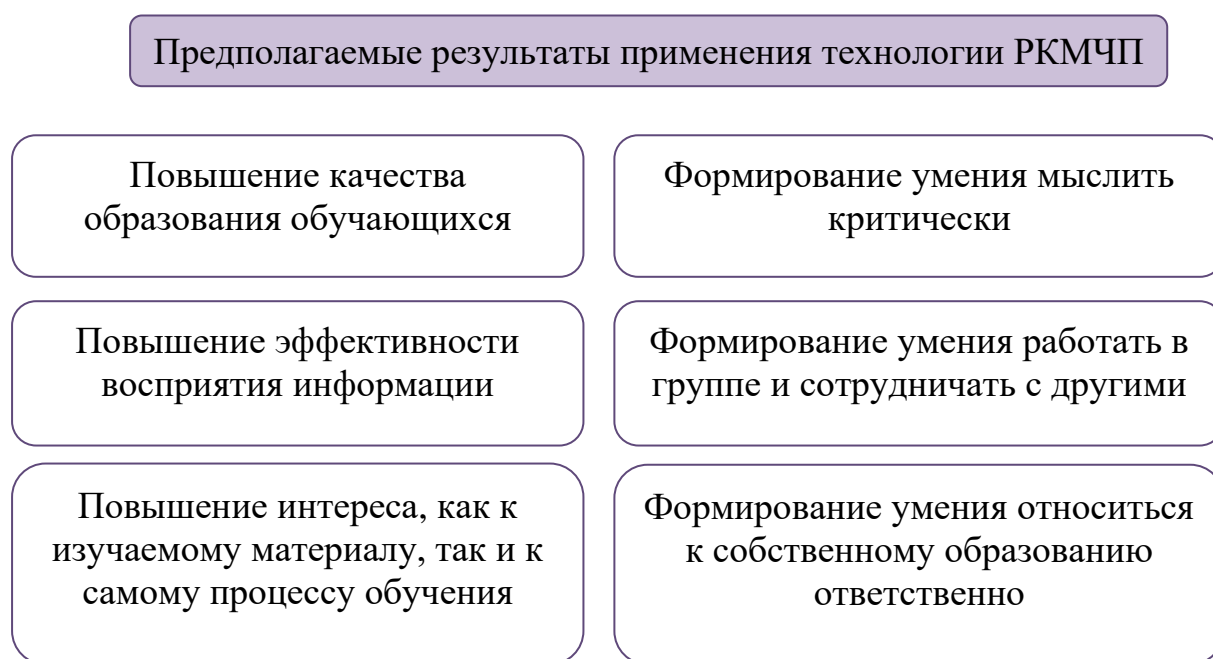 Предполагаемые результаты применения технологии РКМЧП
Повышение качества
образования обучающихся
Формирование умения мыслить
критически
Повышение эффективности
восприятия информации
Формирование умения работать в
группе и сотрудничать с другими
Повышение интереса, как к
изучаемому материалу, так и к
самому процессу обучения
Формирование умения относиться
к собственному образованию
ответственно